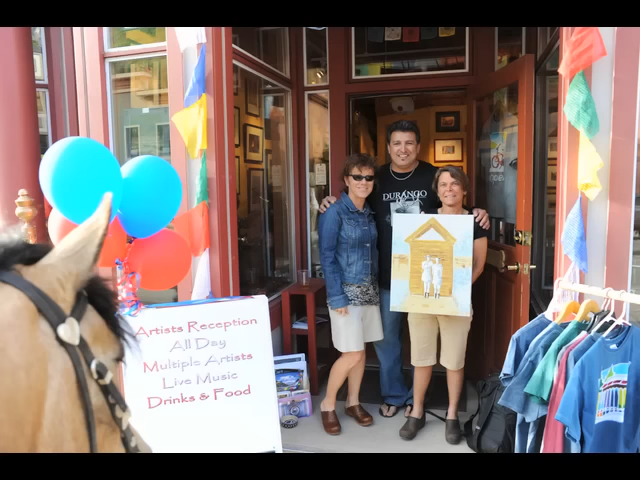 DURANGO
Artists Reception
All Day
Multiple Artists
Live Music
Drinks & Food